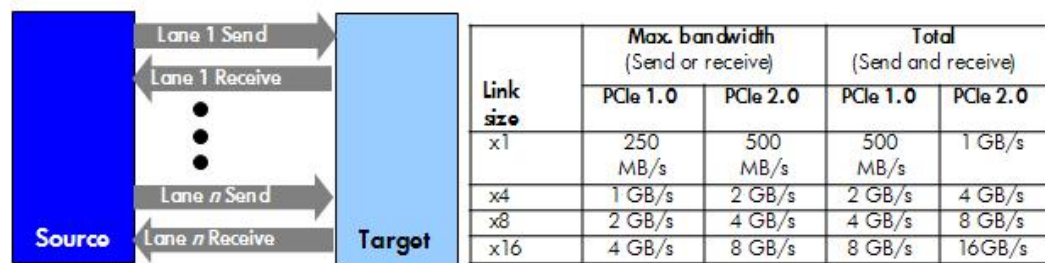 Lane 1 Send
Lane 1 Receive
Lane n Send
Lane n Receive
Source
Target
Link size
Max. bandwidth
(Send or receive)
Total
(Send and receive)
PCIe 1.0 PCIe 2.0 PCIe 1.0 PCIe 2.0
x1 250 MB/s 500 MB/s 500 MB/s 1 GB/s
x4 1 GB/s 2 GB/s 2 GB/s 4 GB/s
x8 2 GB/s 4 GB/s 4 GB/s 8 GB/s
x16 4 GB/s 8 GB/s 8 GB/s 16GB/s